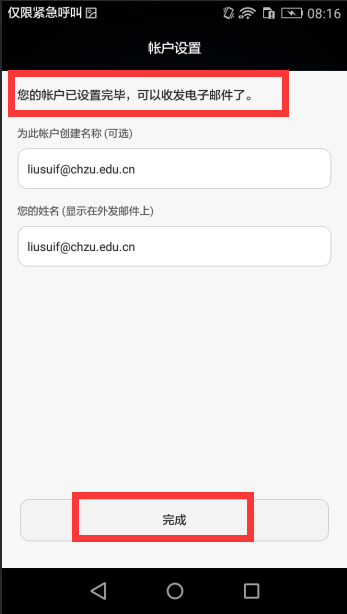 仅限紧急呼叫 08:16
帐户设置
您的帐户已设置完毕，可以收发电子邮件了。
为此帐户创建名称 (可选)
liusuif@chzu.edu.cn
您的姓名 (显示在外发邮件上)
liusuif@chzu.edu.cn
完成